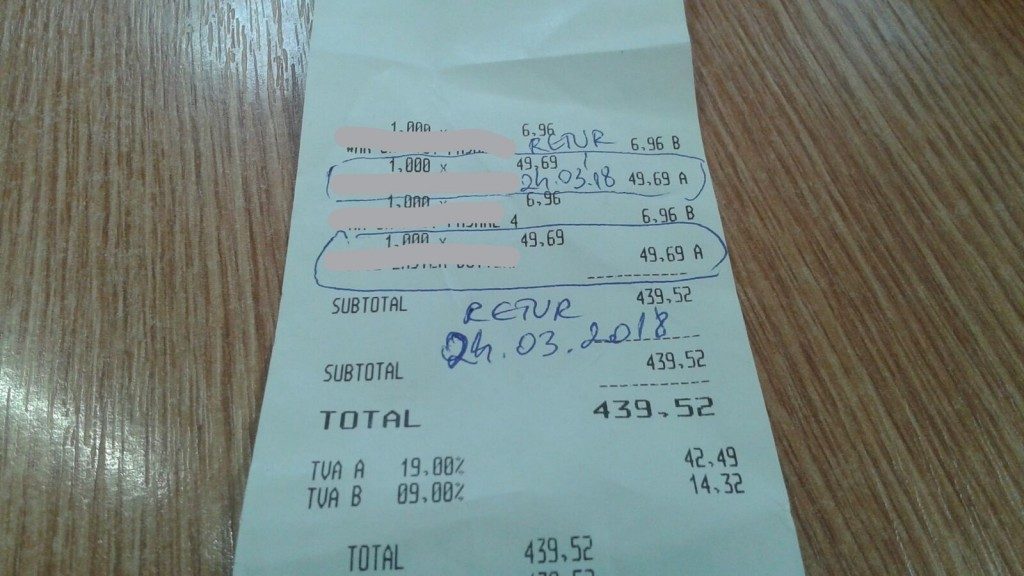 1.000 x 6,96
RETUR
6.96 B
1.000 x 49,69
24.03.18 49.69 A
1.000 x 6,96
4 6,96 B
1.000 x 49,69
49.69 A
SUBTOTAL 439,52
RETUR
24.03.2018
SUBTOTAL 439,52
TOTAL 439,52
TVA A 19.00% 42,49
TVA B 09.00% 14,32
TOTAL 439,52